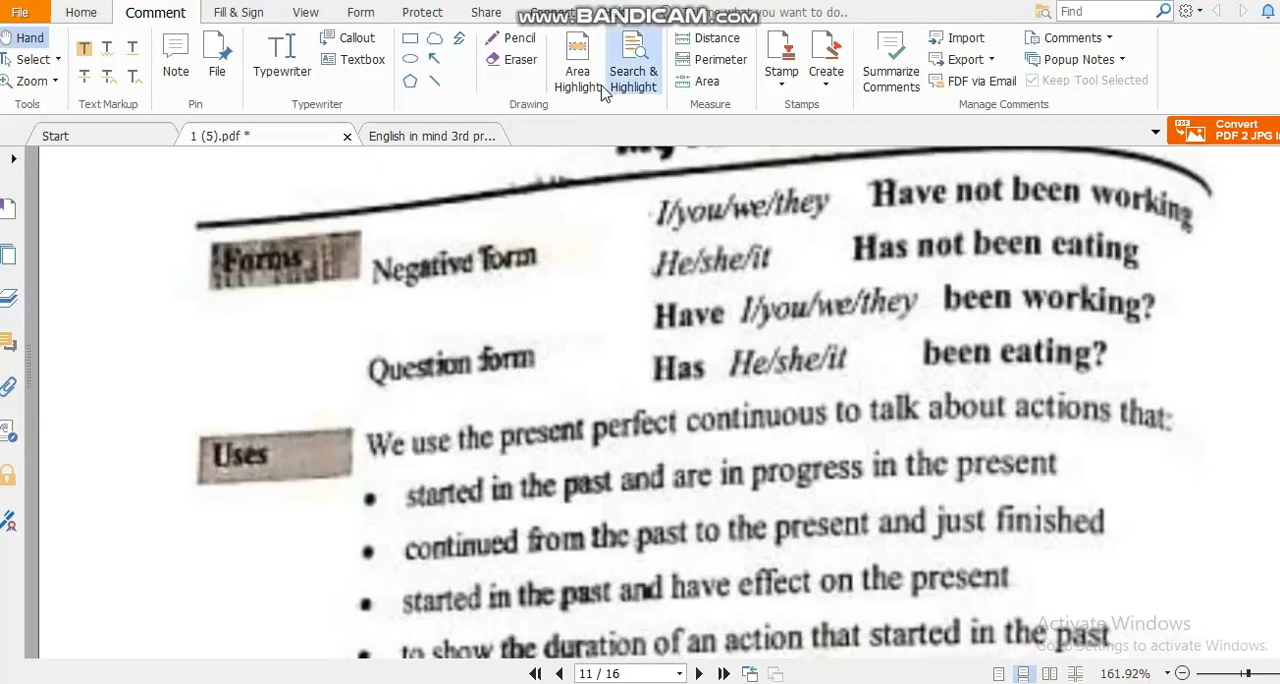 File Home Comment Fill & Sign View Form Protect Share Connect what you want to do.. Find
www.BANDICAM.com
Hand Select Zoom Tools
Text Markup
Note File Pin
Typewriter Callout Textbox Typewriter
Pencil Eraser Area Highlight Search & Highlight Drawing
Distance Perimeter Area Measure
Stamp Create Stamps
Summarize Comments Import Export FDF via Email Comments Popup Notes Keep Tool Selected Manage Comments
Start 1 (5).pdf * English in mind 3rd pr...
Convert
PDF 2 JPG
Forms Negative form I/you/we/they Have not been working
He/she/it Has not been eating
Question form Have I/you/we/they been working?
Has He/she/it been eating?
Uses We use the present perfect continuous to talk about actions that:
• started in the past and are in progress in the present
• continued from the past to the present and just finished
• started in the past and have effect on the present
• to show the duration of an action that started in the past
Activate Windows
Go to Settings to activate Windows.
11 / 16 161.92%